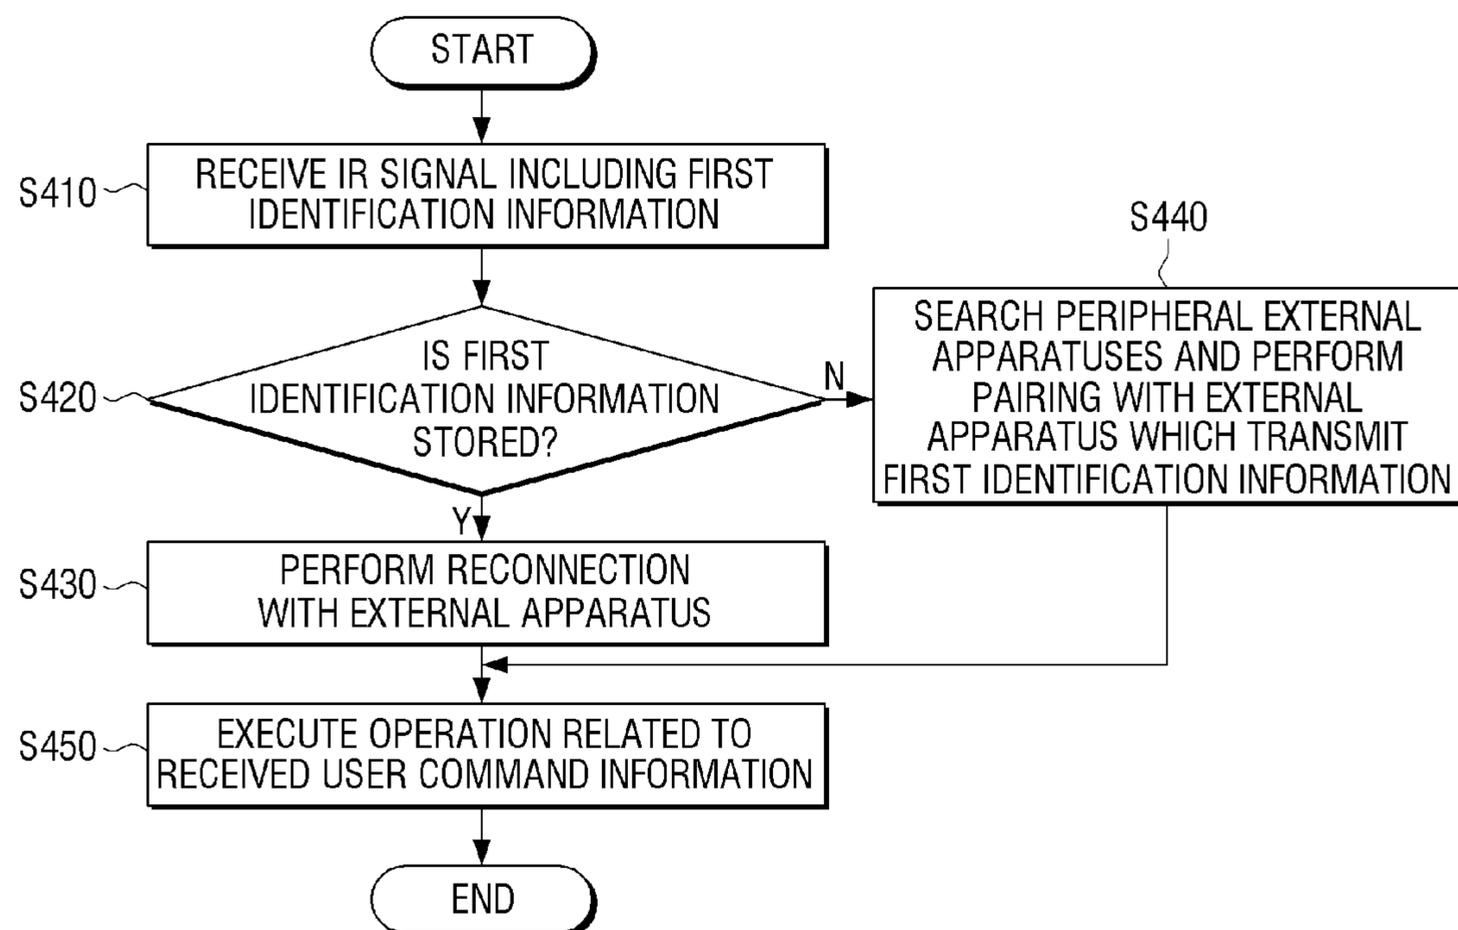 START
S410
RECEIVE IR SIGNAL INCLUDING FIRST
IDENTIFICATION INFORMATION
S420
IS FIRST
IDENTIFICATION INFORMATION
STORED?
N
S440
SEARCH PERIPHERAL EXTERNAL
APPARATUSES AND PERFORM
PAIRING WITH EXTERNAL
APPARATUS WHICH TRANSMIT
FIRST IDENTIFICATION INFORMATION
Y
S430
PERFORM RECONNECTION
WITH EXTERNAL APPARATUS
S450
EXECUTE OPERATION RELATED TO
RECEIVED USER COMMAND INFORMATION
END